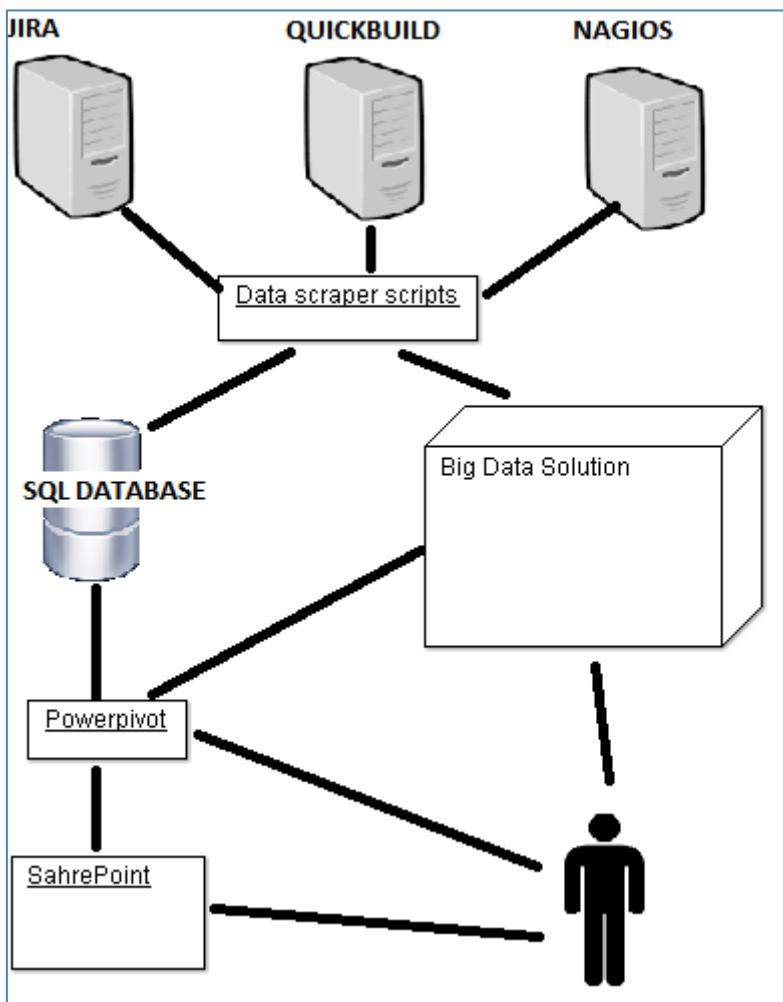 JIRA
QUICKBUILD
NAGIOS
Data scraper scripts
Big Data Solution
SQL DATABASE
Powerpivot
SahrePoint